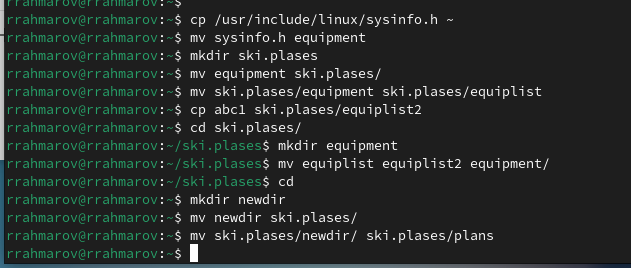 rrahmarov@rrahmarov:~$
rrahmarov@rrahmarov:~$ cp /usr/include/linux/sysinfo.h ~
rrahmarov@rrahmarov:~$ mv sysinfo.h equipment
rrahmarov@rrahmarov:~$ mkdir ski.plases
rrahmarov@rrahmarov:~$ mv equipment ski.plases/
rrahmarov@rrahmarov:~$ mv ski.plases/equipment ski.plases/equiplist
rrahmarov@rrahmarov:~$ cp abc1 ski.plases/equiplist2
rrahmarov@rrahmarov:~$ cd ski.plases/
rrahmarov@rrahmarov:~/ski.plases$ mkdir equipment
rrahmarov@rrahmarov:~/ski.plases$ mv equiplist equiplist2 equipment/
rrahmarov@rrahmarov:~/ski.plases$ cd
rrahmarov@rrahmarov:~$ mkdir newdir
rrahmarov@rrahmarov:~$ mv newdir ski.plases/
rrahmarov@rrahmarov:~$ mv ski.plases/newdir/ ski.plases/plans
rrahmarov@rrahmarov:~$